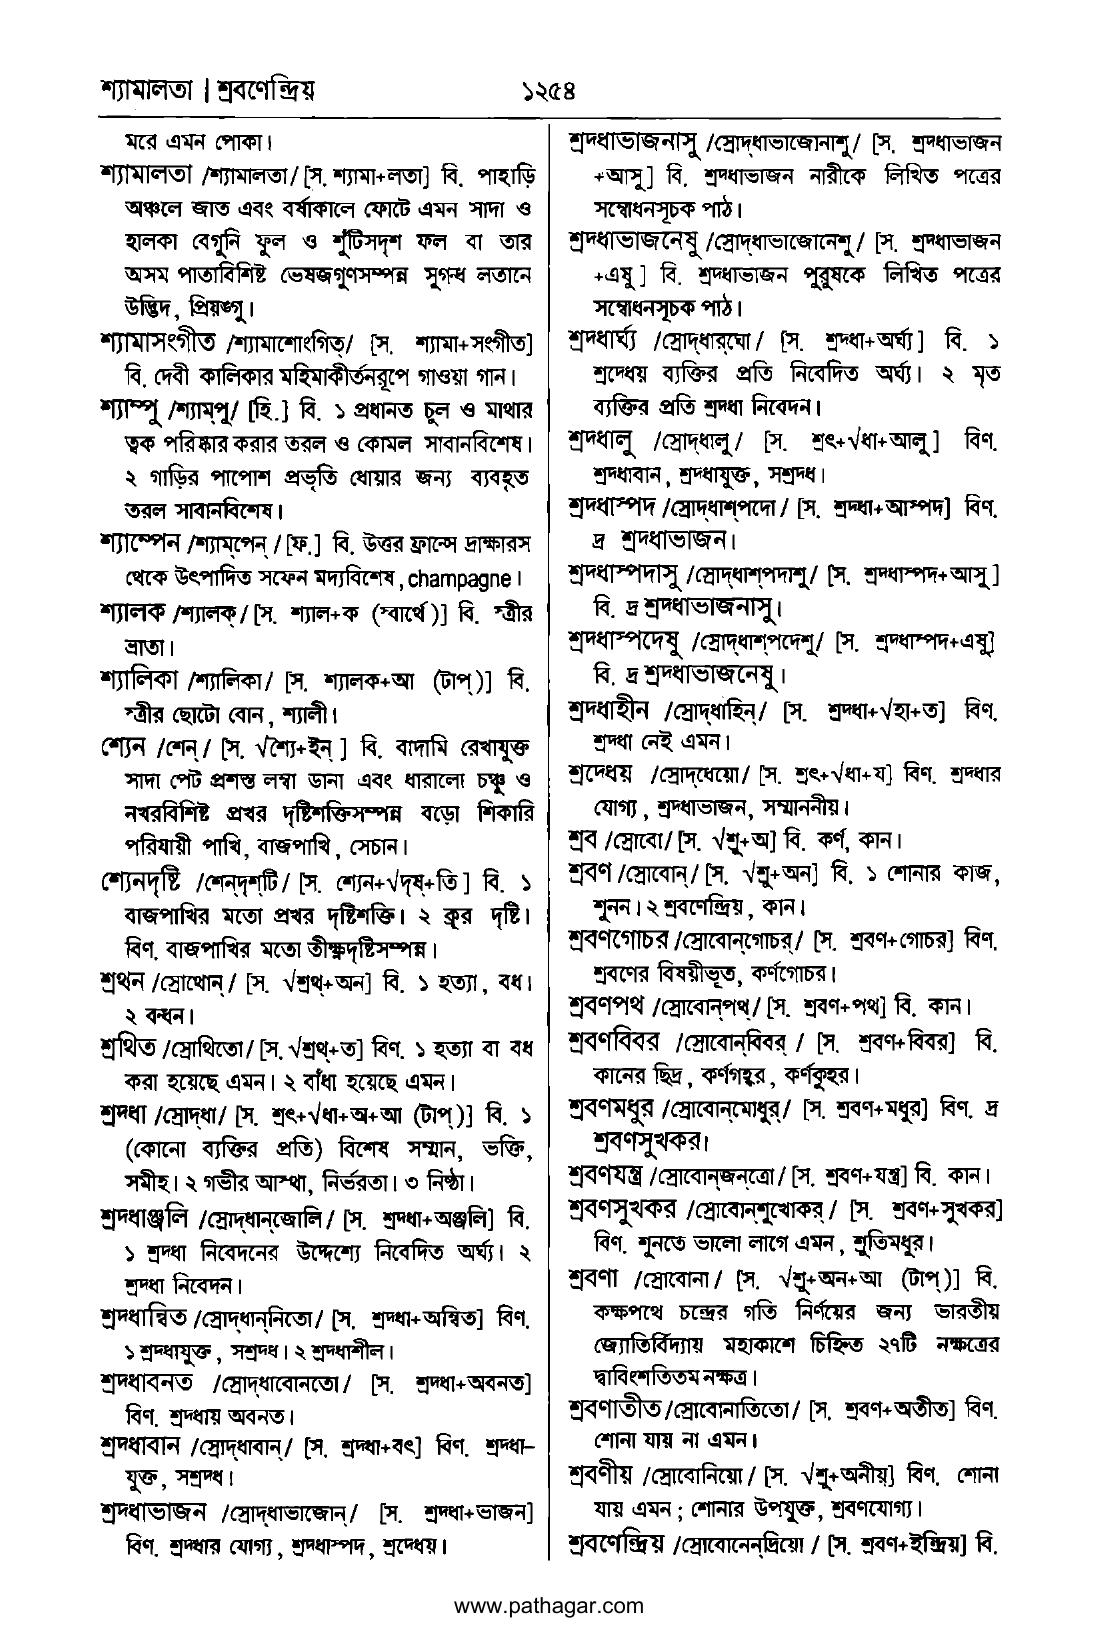 শ্যামালতা | শ্রবণেন্দ্রিয়
১২৫৪
মরে এমন পোকা।
শ্যামালতা /শ্যামালতা/ [স. শ্যামা+লতা] বি. পাহাড়ি
অঞ্চলে জাত এবং বর্ষাকালে ফোটে এমন সাদা ও
হালকা বেগুনি ফুল ও শুঁটিসদৃশ ফল বা তার
অসম পাতাবিশিষ্ট ভেষজগুণসম্পন্ন সুগন্ধ লতানে
উদ্ভিদ, প্রিয়ঙ্গু।
শ্যামাসংগীত /শ্যামাশোংগিত্/ [স. শ্যামা+সংগীত]
বি. দেবী কালিকার মহিমাকীর্তনরূপে গাওয়া গান।
শ্যাম্পু /শ্যাম্‌পু/ [হি.] বি. ১ প্রধানত চুল ও মাথার
ত্বক পরিষ্কার করার তরল ও কোমল সাবানবিশেষ।
২ গাড়ির পাপোশ প্রভৃতি ধোয়ার জন্য ব্যবহৃত
তরল সাবানবিশেষ।
শ্যাম্পেন /শ্যাম্‌পেন্/ [ফ.] বি. উত্তর ফ্রান্সে দ্রাক্ষারস
থেকে উৎপাদিত সফেন মদ্যবিশেষ, champagne।
শ্যালক /শ্যালক্/ [স. শ্যাল+ক (স্বার্থে)] বি. স্ত্রীর
ভ্রাতা।
শ্যালিকা /শ্যালিকা/ [স. শ্যালক+আ (টাপ্)] বি.
স্ত্রীর ছোটো বোন, শ্যালী।
শ্যেন /শেন্/ [স. √শ্যৈ+ইন্] বি. বাদামি রেখাযুক্ত
সাদা পেট প্রশস্ত লম্বা ডানা এবং ধারালো চঞ্চু ও
নখরবিশিষ্ট প্রখর দৃষ্টিশক্তিসম্পন্ন বড়ো শিকারি
পরিযায়ী পাখি, বাজপাখি, সেচান।
শ্যেনদৃষ্টি /শেন্‌দৃশ্‌টি/ [স. শ্যেন+√দৃষ্+তি] বি. ১
বাজপাখির মতো প্রখর দৃষ্টিশক্তি। ২ ক্রূর দৃষ্টি।
বিণ. বাজপাখির মতো তীক্ষ্ণদৃষ্টিসম্পন্ন।
শ্রথন /স্রোথোন্/ [স. √শ্রথ্+অন] বি. ১ হত্যা, বধ।
২ বন্ধন।
শ্রথিত /স্রোথিতো/ [স. √শ্রথ্+ত] বিণ. ১ হত্যা বা বধ
করা হয়েছে এমন। ২ বাঁধা হয়েছে এমন।
শ্রদ্ধা /স্রোদ্‌ধা/ [স. শ্রৎ+√ধা+অ+আ (টাপ্)] বি. ১
(কোনো ব্যক্তির প্রতি) বিশেষ সম্মান, ভক্তি,
সমীহ। ২ গভীর আস্থা, নির্ভরতা। ৩ নিষ্ঠা।
শ্রদ্ধাঞ্জলি /স্রোদ্‌ধান্‌জোলি/ [স. শ্রদ্ধা+অঞ্জলি] বি.
১ শ্রদ্ধা নিবেদনের উদ্দেশ্যে নিবেদিত অর্ঘ্য। ২
শ্রদ্ধা নিবেদন।
শ্রদ্ধান্বিত /স্রোদ্‌ধান্‌নিতো/ [স. শ্রদ্ধা+অন্বিত] বিণ.
১ শ্রদ্ধাযুক্ত, সশ্রদ্ধ। ২ শ্রদ্ধাশীল।
শ্রদ্ধাবনত /স্রোদ্‌ধাবোনতো/ [স. শ্রদ্ধা+অবনত]
বিণ. শ্রদ্ধায় অবনত।
শ্রদ্ধাবান /স্রোদ্‌ধাবান্/ [স. শ্রদ্ধা+বৎ] বিণ. শ্রদ্ধা-
যুক্ত, সশ্রদ্ধ।
শ্রদ্ধাভাজন /স্রোদ্‌ধাভাজোন্/ [স. শ্রদ্ধা+ভাজন]
বিণ. শ্রদ্ধার যোগ্য, শ্রদ্ধাস্পদ, শ্রদ্ধেয়।
শ্রদ্ধাভাজনাসু /স্রোদ্‌ধাভাজোনাশু/ [স. শ্রদ্ধাভাজন
+আসু] বি. শ্রদ্ধাভাজন নারীকে লিখিত পত্রের
সম্বোধনসূচক পাঠ।
শ্রদ্ধাভাজনেষু /স্রোদ্‌ধাভাজোনেশু/ [স. শ্রদ্ধাভাজন
+এষু] বি. শ্রদ্ধাভাজন পুরুষকে লিখিত পত্রের
সম্বোধনসূচক পাঠ।
শ্রদ্ধার্ঘ্য /স্রোদ্‌ধার্‌ঘো/ [স. শ্রদ্ধা+অর্ঘ্য] বি. ১
শ্রদ্ধেয় ব্যক্তির প্রতি নিবেদিত অর্ঘ্য। ২ মৃত
ব্যক্তির প্রতি শ্রদ্ধা নিবেদন।
শ্রদ্ধালু /স্রোদ্‌ধালু/ [স. শ্রৎ+√ধা+আলু] বিণ.
শ্রদ্ধাবান, শ্রদ্ধাযুক্ত, সশ্রদ্ধ।
শ্রদ্ধাস্পদ /স্রোদ্‌ধাশ্‌পদো/ [স. শ্রদ্ধা+আস্পদ] বিণ.
দ্র শ্রদ্ধাভাজন।
শ্রদ্ধাস্পদাসু /স্রোদ্‌ধাশ্‌পদাশু/ [স. শ্রদ্ধাস্পদ+আসু]
বি. দ্র শ্রদ্ধাভাজনাসু।
শ্রদ্ধাস্পদেষু /স্রোদ্‌ধাশ্‌পদেশু/ [স. শ্রদ্ধাস্পদ+এষু]
বি. দ্র শ্রদ্ধাভাজনেষু।
শ্রদ্ধাহীন /স্রোদ্‌ধাহিন্/ [স. শ্রদ্ধা+√হা+ত] বিণ.
শ্রদ্ধা নেই এমন।
শ্রদ্ধেয় /স্রোদ্‌ধেয়ো/ [স. শ্রৎ+√ধা+য] বিণ. শ্রদ্ধার
যোগ্য, শ্রদ্ধাভাজন, সম্মাননীয়।
শ্রব /স্রোবো/ [স. √শ্রু+অ] বি. কর্ণ, কান।
শ্রবণ /স্রোবোন্/ [স. √শ্রু+অন] বি. ১ শোনার কাজ,
শুনন। ২ শ্রবণেন্দ্রিয়, কান।
শ্রবণগোচর /স্রোবোন্‌গোচর্/ [স. শ্রবণ+গোচর] বিণ.
শ্রবণের বিষয়ীভূত, কর্ণগোচর।
শ্রবণপথ /স্রোবোন্‌পথ্/ [স. শ্রবণ+পথ] বি. কান।
শ্রবণবিবর /স্রোবোন্‌বিবর্/ [স. শ্রবণ+বিবর] বি.
কানের ছিদ্র, কর্ণগহ্বর, কর্ণকুহর।
শ্রবণমধুর /স্রোবোন্‌মোধুর্/ [স. শ্রবণ+মধুর] বিণ. দ্র
শ্রবণসুখকর।
শ্রবণযন্ত্র /স্রোবোন্‌জন্‌ত্রো/ [স. শ্রবণ+যন্ত্র] বি. কান।
শ্রবণসুখকর /স্রোবোন্‌শুখোকর্/ [স. শ্রবণ+সুখকর]
বিণ. শুনতে ভালো লাগে এমন, শ্রুতিমধুর।
শ্রবণা /স্রোবোনা/ [স. √শ্রু+অন+আ (টাপ্)] বি.
কক্ষপথে চন্দ্রের গতি নির্ণয়ের জন্য ভারতীয়
জ্যোতির্বিদ্যায় মহাকাশে চিহ্নিত ২৭টি নক্ষত্রের
দ্বাবিংশতিতম নক্ষত্র।
শ্রবণাতীত /স্রোবোনাতিতো/ [স. শ্রবণ+অতীত] বিণ.
শোনা যায় না এমন।
শ্রবণীয় /স্রোবোনিয়ো/ [স. √শ্রু+অনীয়] বিণ. শোনা
যায় এমন; শোনার উপযুক্ত, শ্রবণযোগ্য।
শ্রবণেন্দ্রিয় /স্রোবোনেন্‌দ্রিয়ো/ [স. শ্রবণ+ইন্দ্রিয়] বি.
www.pathagar.com